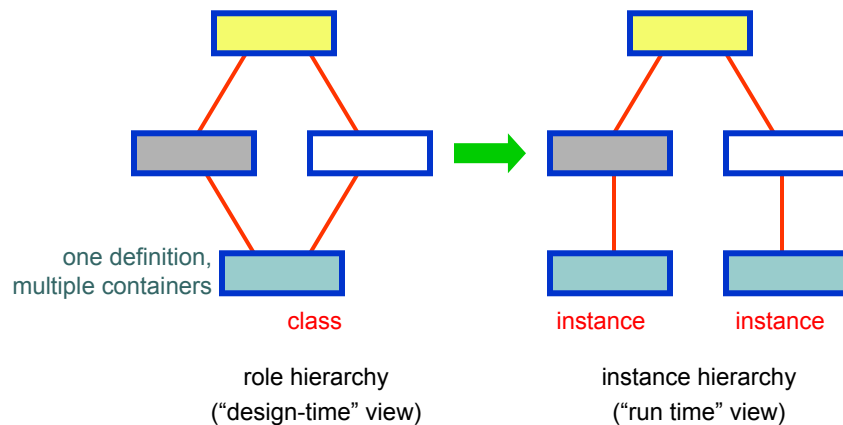 one definition,
multiple containers
class
instance
instance
role hierarchy
(“design-time” view)
instance hierarchy
(“run time” view)